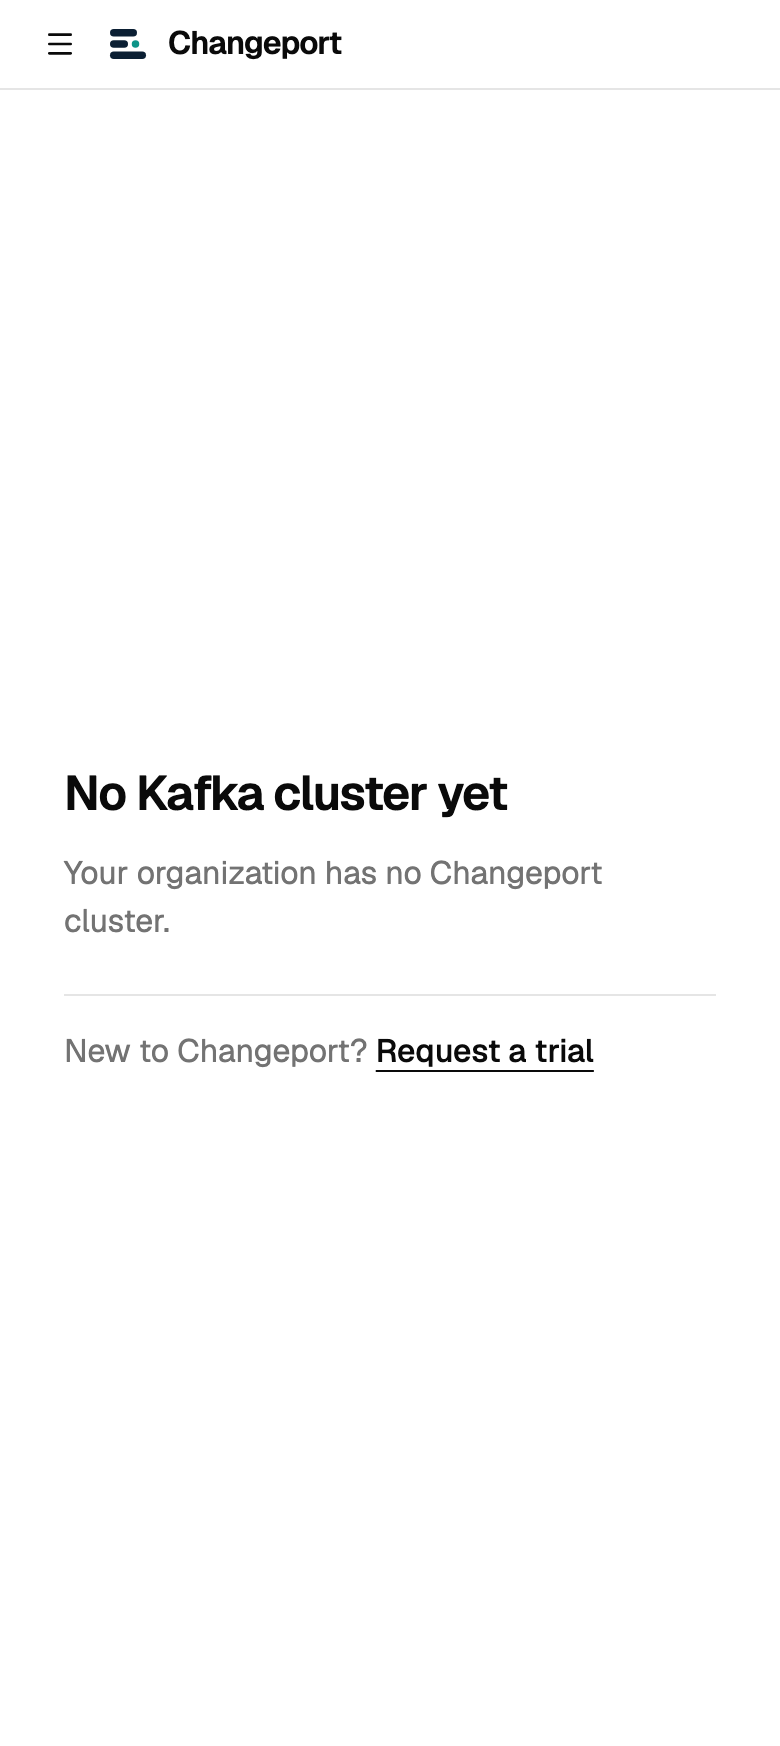 Changeport
No Kafka cluster yet
Your organization has no Changeport
cluster.
New to Changeport? Request a trial